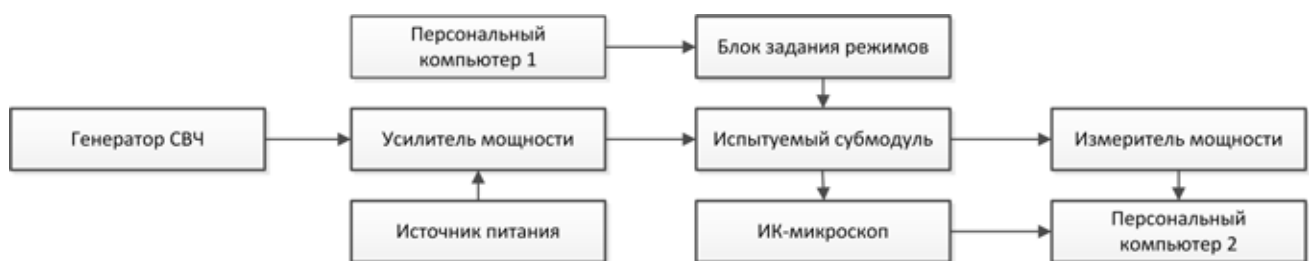 Персональный
компьютер 1
Блок задания режимов
Генератор СВЧ
Усилитель мощности
Испытуемый субмодуль
Измеритель мощности
Источник питания
ИК-микроскоп
Персональный
компьютер 2